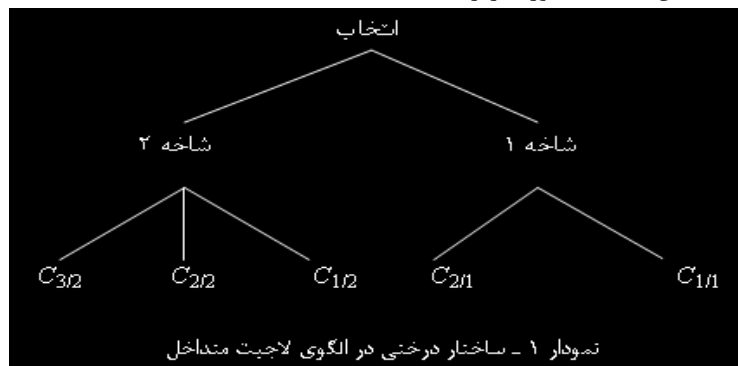 انتخاب
شاخه ۱ شاخه ۲
C1/1 C2/1 C1/2 C2/2 C3/2
نمودار ۱ ـ ساختار درختی در الگوی لاجیت متداخل